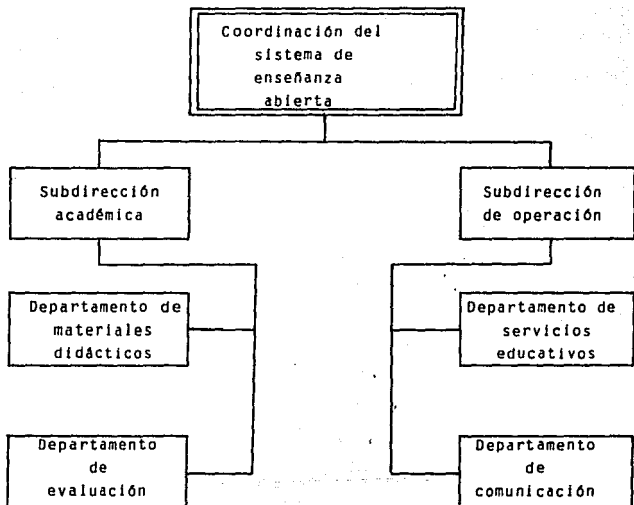 Coordinación del
sistema de
enseñanza
abierta
Subdirección
académica
Subdirección
de operación
Departamento de
materiales
didácticos
Departamento de
servicios
educativos
Departamento
de
evaluación
Departamento
de
comunicación